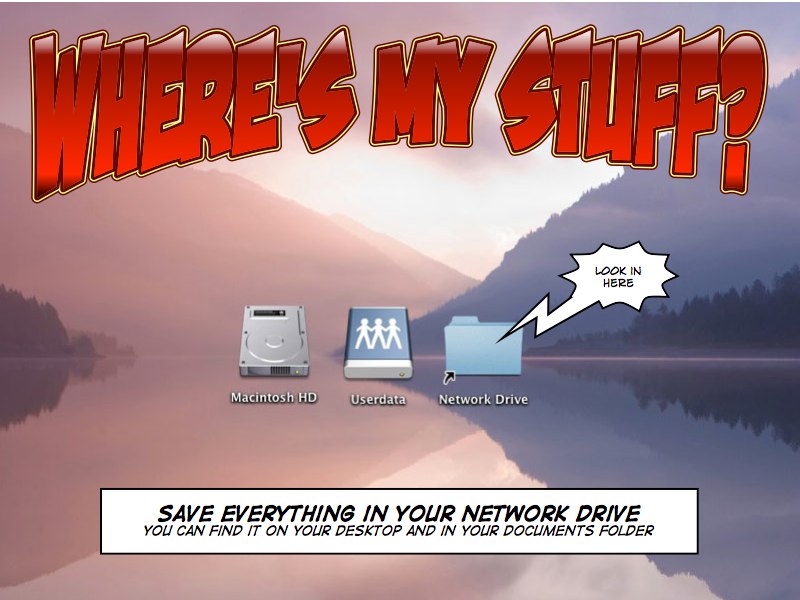 WHERE'S MY STUFF?
LOOK IN
HERE
Macintosh HD
Userdata
Network Drive
SAVE EVERYTHING IN YOUR NETWORK DRIVE
YOU CAN FIND IT ON YOUR DESKTOP AND IN YOUR DOCUMENTS FOLDER